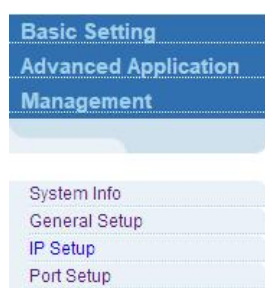 Basic Setting
Advanced Application
Management
System Info
General Setup
IP Setup
Port Setup